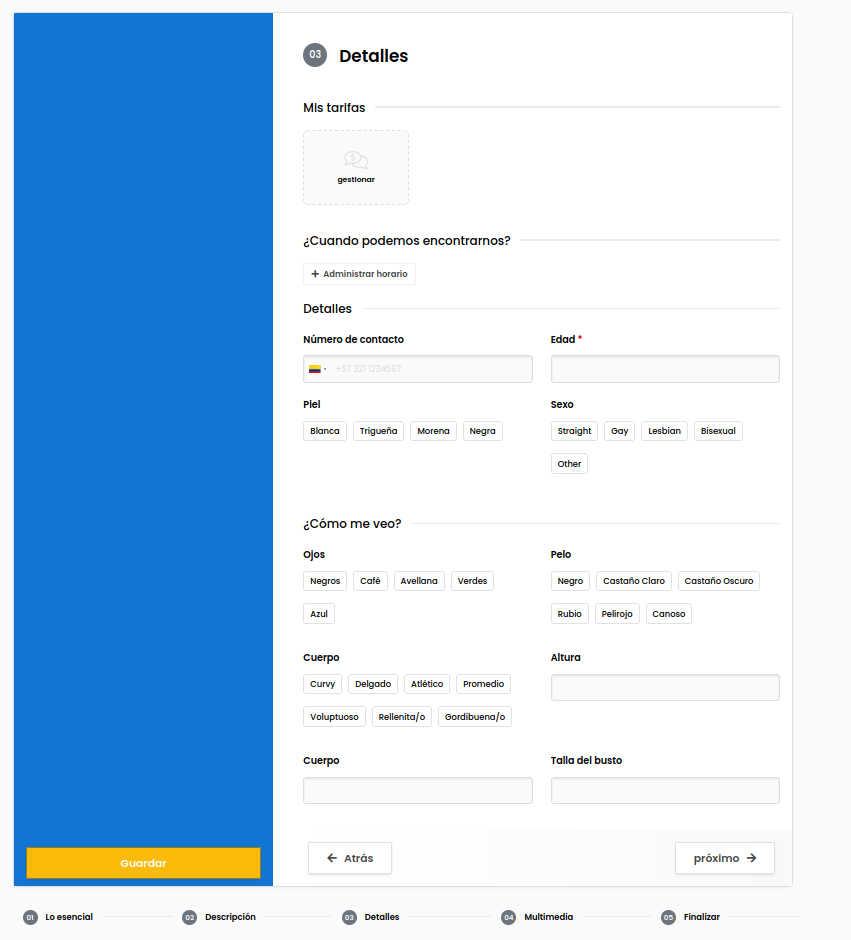 03 Detalles
Mis tarifas
gestionar
¿Cuando podemos encontrarnos?
+ Administrar horario
Detalles
Número de contacto Edad *
+57 321 1234567
Piel Sexo
Blanca Trigueña Morena Negra Straight Gay Lesbian Bisexual
Other
¿Cómo me veo?
Ojos Pelo
Negros Café Avellana Verdes Negro Castaño Claro Castaño Oscuro
Azul Rubio Pelirojo Canoso
Cuerpo Altura
Curvy Delgado Atlético Promedio
Voluptuoso Rellenita/o Gordibuena/o
Cuerpo Talla del busto
Guardar ← Atrás próximo →
01 Lo esencial 02 Descripción 03 Detalles 04 Multimedia 05 Finalizar